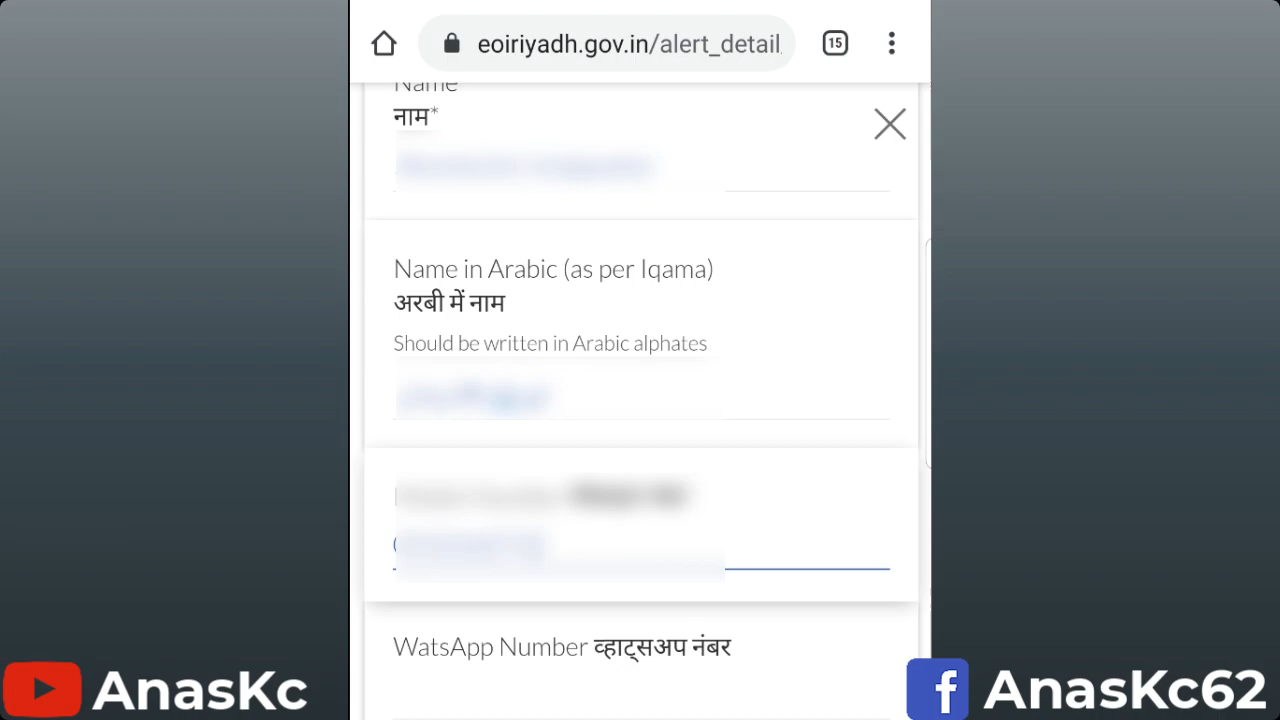 eoiriyadh.gov.in/alert_detail
15
Name
नाम*
Name in Arabic (as per Iqama)
अरबी में नाम
Should be written in Arabic alphates
WatsApp Number व्हाट्सअप नंबर
AnasKc
f AnasKc62